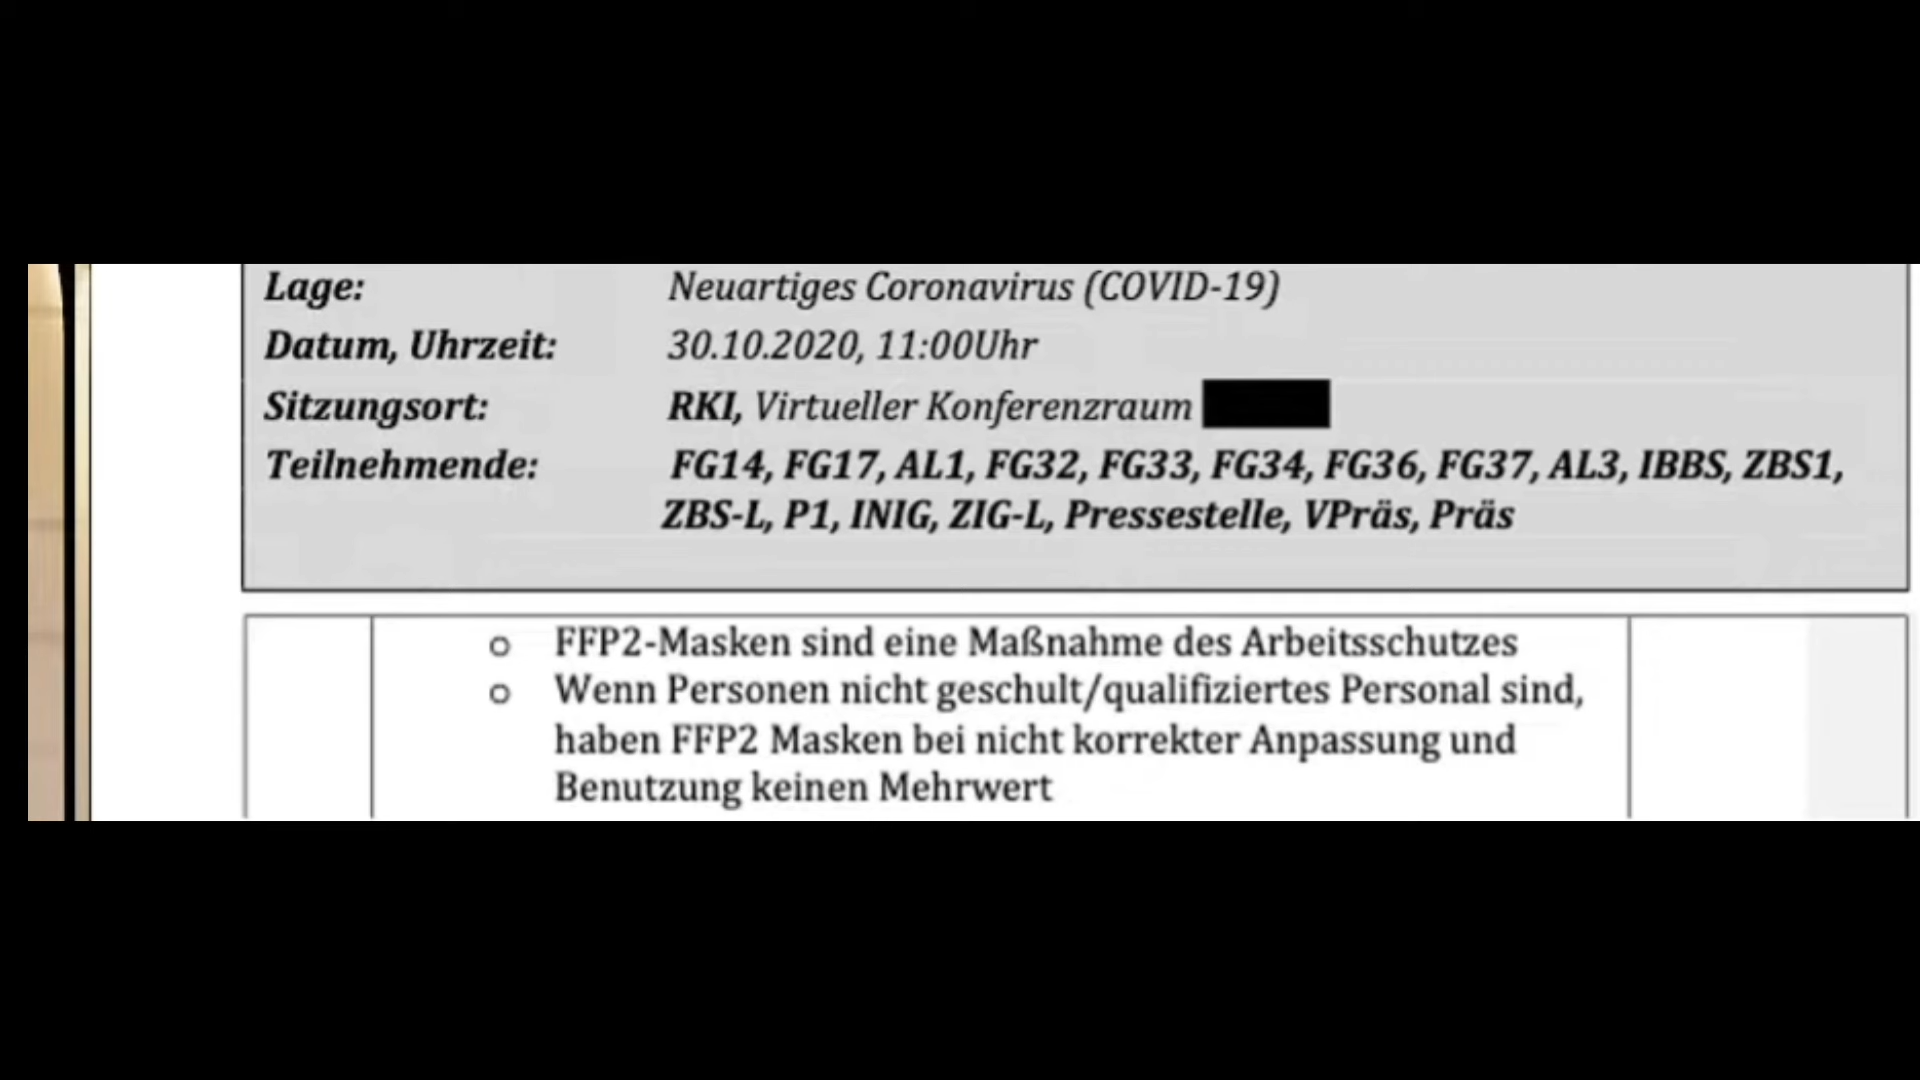 Lage: Neuartiges Coronavirus (COVID-19)
Datum, Uhrzeit: 30.10.2020, 11:00Uhr
Sitzungsort: RKI, Virtueller Konferenzraum
Teilnehmende: FG14, FG17, AL1, FG32, FG33, FG34, FG36, FG37, AL3, IBBS, ZBS1,
ZBS-L, P1, INIG, ZIG-L, Pressestelle, VPräs, Präs
o FFP2-Masken sind eine Maßnahme des Arbeitsschutzes
o Wenn Personen nicht geschult/qualifiziertes Personal sind,
haben FFP2 Masken bei nicht korrekter Anpassung und
Benutzung keinen Mehrwert